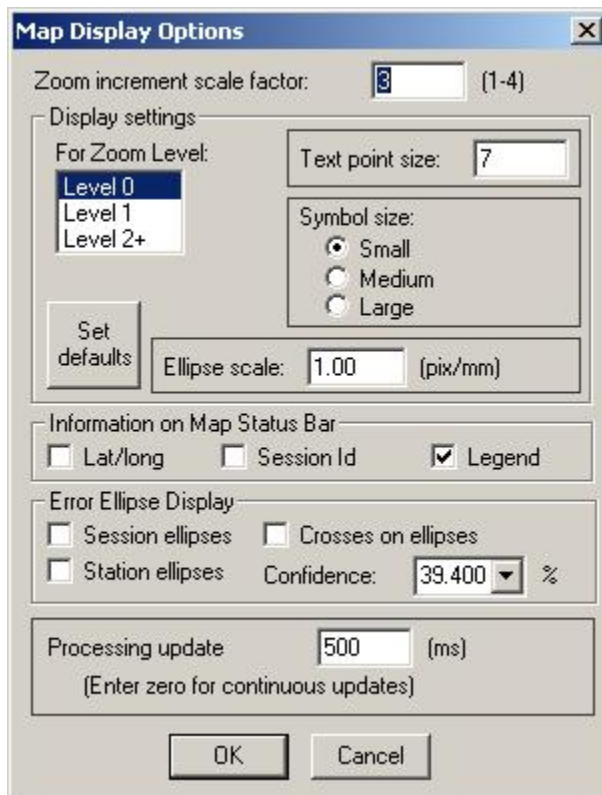 Map Display Options
Zoom increment scale factor: 3 (1-4)
Display settings
For Zoom Level:
Level 0
Level 1
Level 2+
Text point size: 7
Symbol size:
Small
Medium
Large
Set
defaults
Ellipse scale: 1.00 (pix/mm)
Information on Map Status Bar
Lat/long Session Id Legend
Error Ellipse Display
Session ellipses Crosses on ellipses
Station ellipses Confidence: 39.400 %
Processing update 500 (ms)
(Enter zero for continuous updates)
OK Cancel